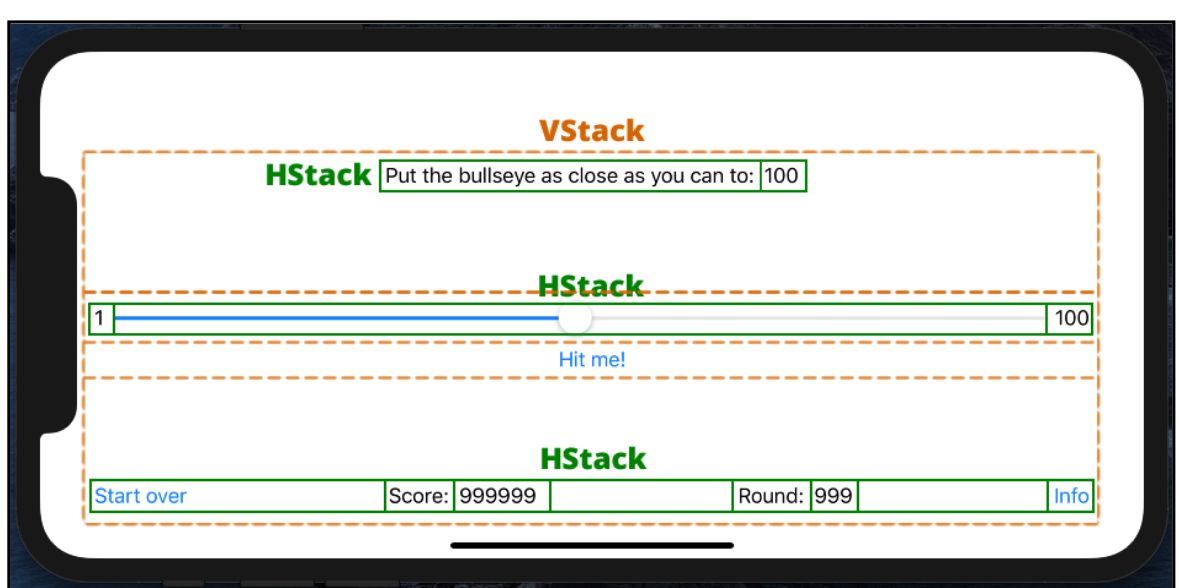 VStack
HStack Put the bullseye as close as you can to: 100
HStack
1 100
Hit me!
HStack
Start over Score: 999999 Round: 999 Info